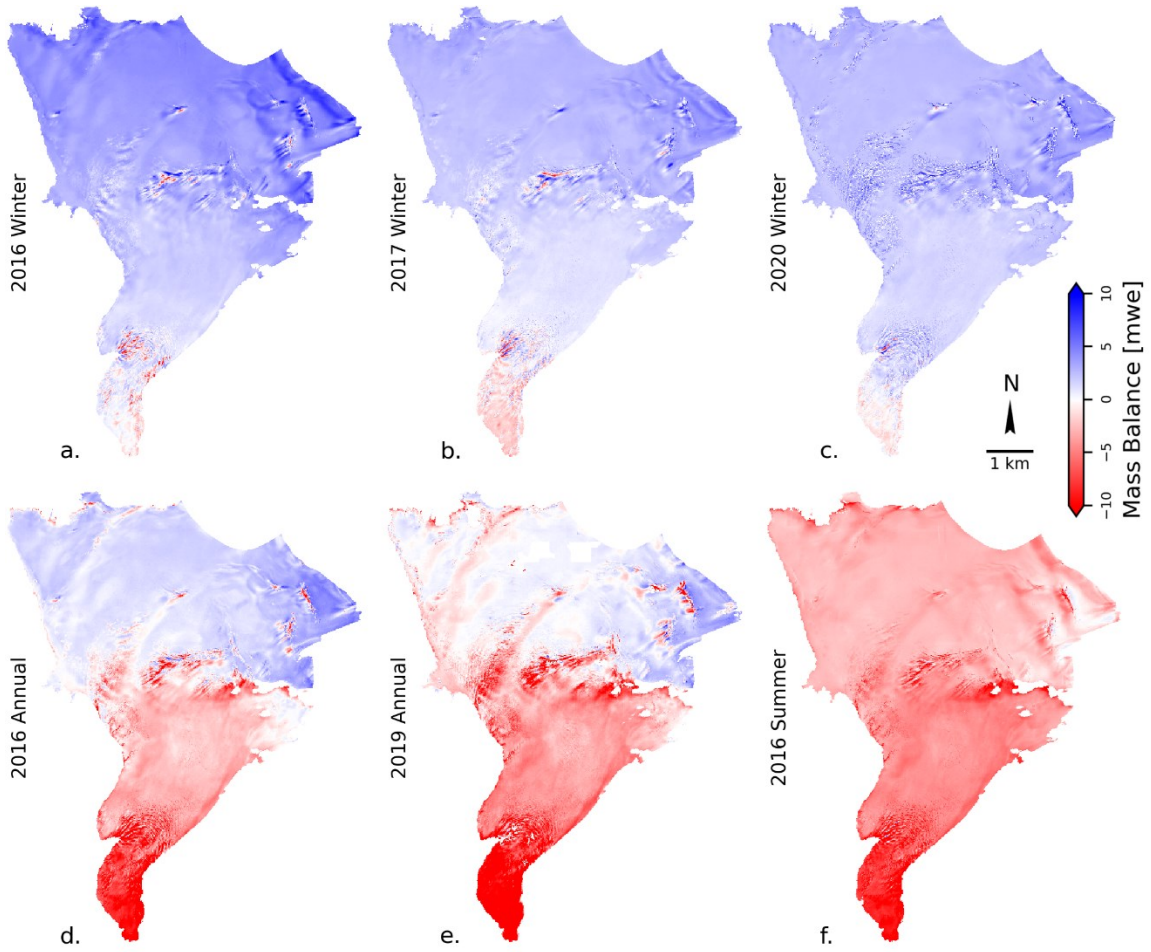 2016 Winter
a.
2017 Winter
b.
2020 Winter
c.
N
1 km
10
5
0
−5
−10
Mass Balance [mwe]
2016 Annual
d.
2019 Annual
e.
2016 Summer
f.